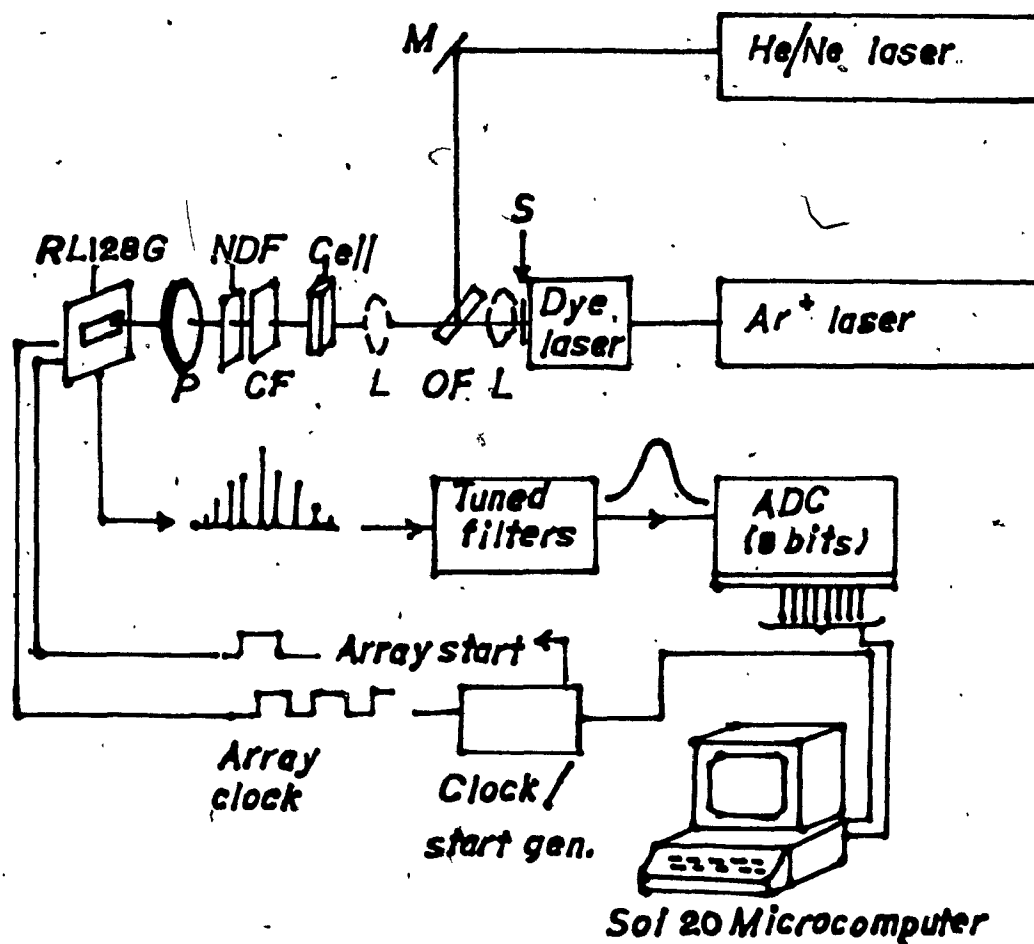 M
He/Ne laser
S
RL128G
NDF
Cell
Dye
laser
Ar+ laser
P
CF
L
OF
L
Tuned
filters
ADC
(8 bits)
Array start
Array
clock
Clock/
start gen.
Sol 20 Microcomputer